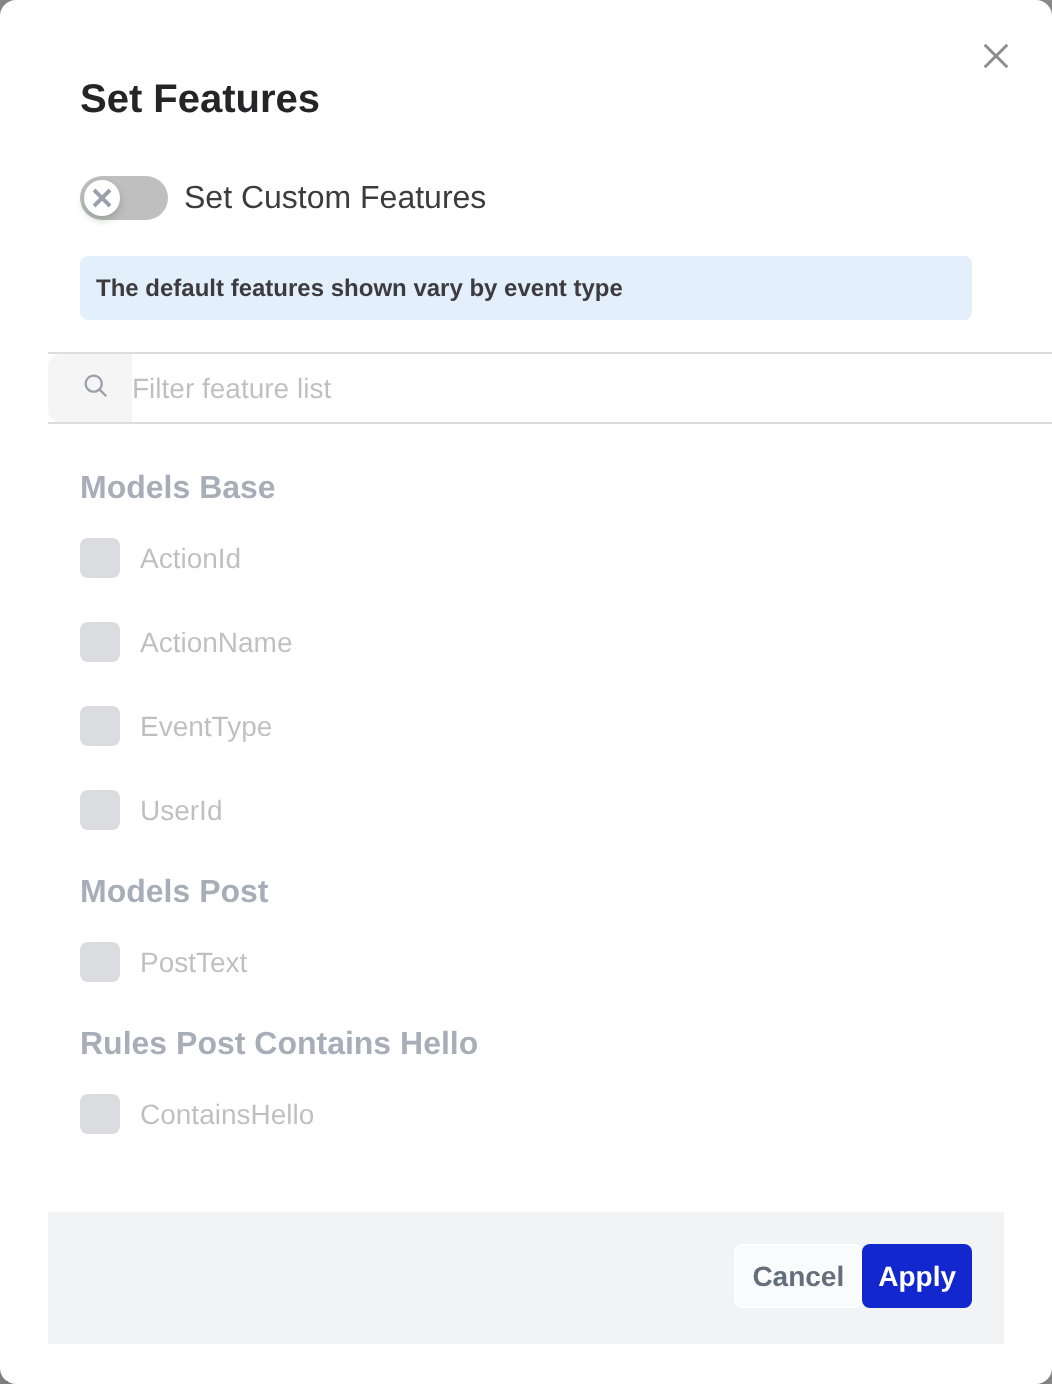 Set Features
Set Custom Features
The default features shown vary by event type
Filter feature list
Models Base
ActionId
ActionName
EventType
UserId
Models Post
PostText
Rules Post Contains Hello
ContainsHello
Cancel Apply